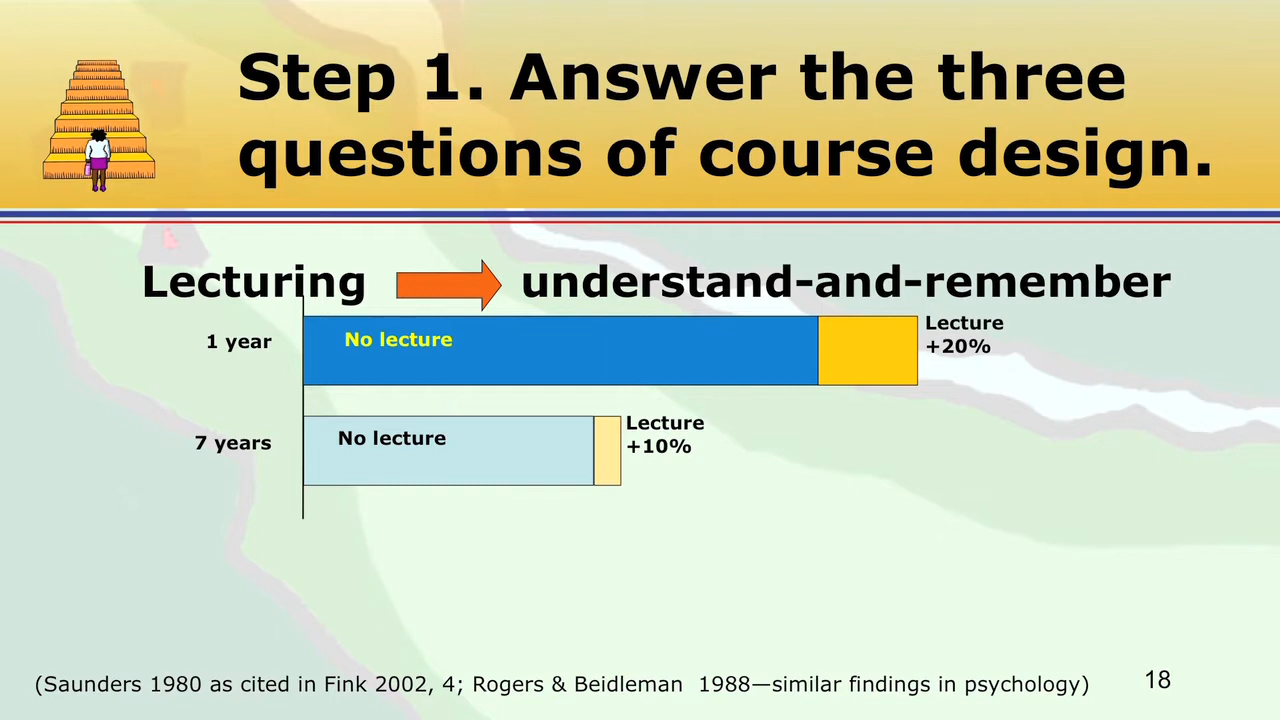 Step 1. Answer the three
questions of course design.
Lecturing understand-and-remember
1 year
No lecture
Lecture
+20%
7 years
No lecture
Lecture
+10%
(Saunders 1980 as cited in Fink 2002, 4; Rogers & Beidleman 1988—similar findings in psychology)
18